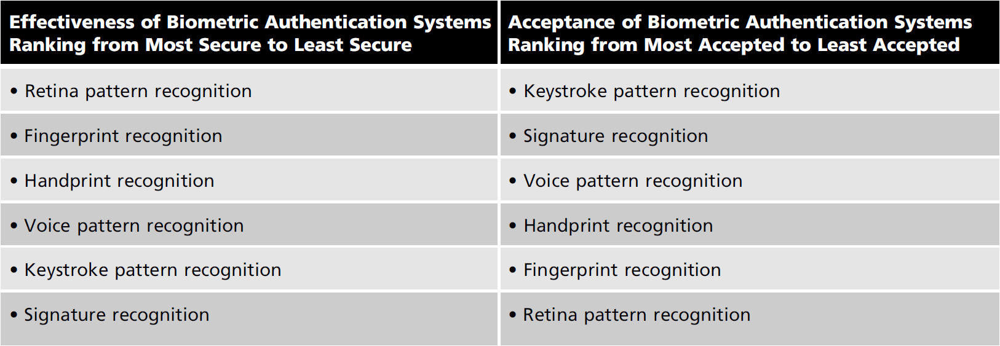 Effectiveness of Biometric Authentication Systems
Ranking from Most Secure to Least Secure
Acceptance of Biometric Authentication Systems
Ranking from Most Accepted to Least Accepted
• Retina pattern recognition
• Keystroke pattern recognition
• Fingerprint recognition
• Signature recognition
• Handprint recognition
• Voice pattern recognition
• Voice pattern recognition
• Handprint recognition
• Keystroke pattern recognition
• Fingerprint recognition
• Signature recognition
• Retina pattern recognition